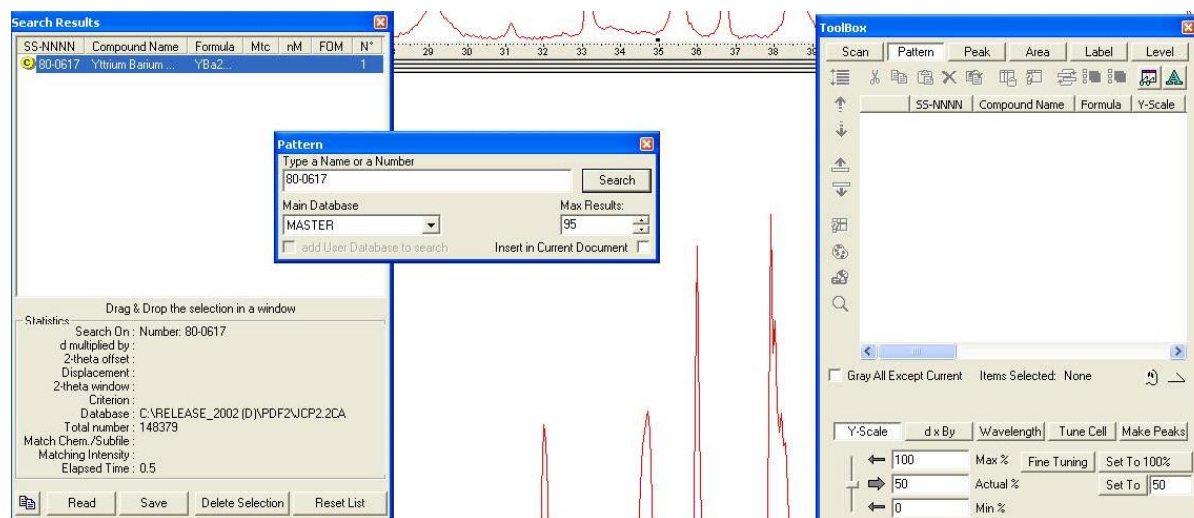 Search Results
SS-NNNN Compound Name Formula Mtc nM FOM N°
C 80-0617 Yttrium Barium ... YBa2... 1
Drag & Drop the selection in a window
Statistics
Search On : Number: 80-0617
d multiplied by :
2-theta offset :
Displacement :
2-theta window :
Criterion :
Database : C:\RELEASE_2002 (D)\PDF2\JCP2.2CA
Total number : 148379
Match Chem./Subfile :
Matching Intensity :
Elapsed Time : 0.5
Read Save Delete Selection Reset List
29 30 31 32 33 34 35 36 37 38 39
Pattern
Type a Name or a Number
80-0617 Search
Main Database Max Results:
MASTER 95
add User Database to search Insert in Current Document
ToolBox
Scan Pattern Peak Area Label Level
SS-NNNN Compound Name Formula Y-Scale
Gray All Except Current Items Selected: None
Y-Scale d x By Wavelength Tune Cell Make Peaks
100 Max % Fine Tuning Set To 100%
50 Actual % Set To 50
0 Min %